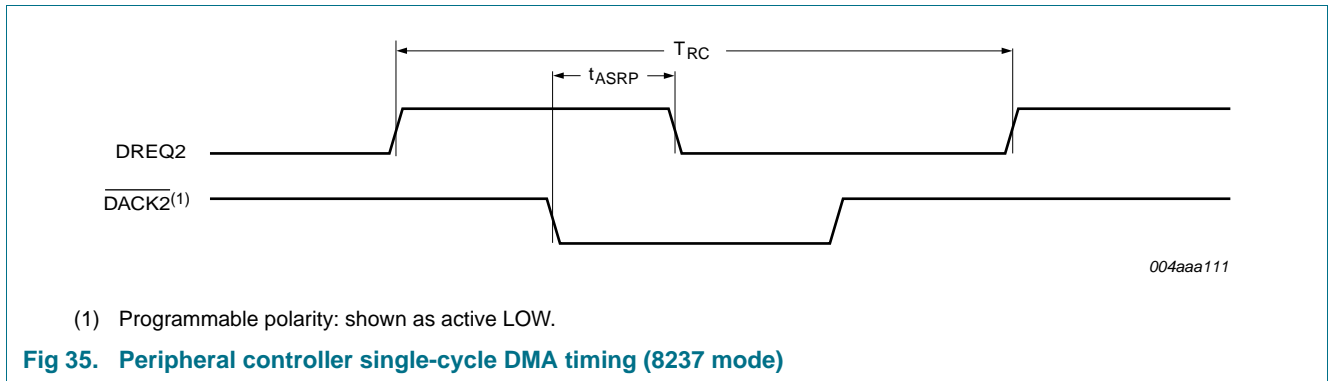 TRC
tASRP
DREQ2
DACK2(1)
004aaa111
(1) Programmable polarity: shown as active LOW.
Fig 35. Peripheral controller single-cycle DMA timing (8237 mode)